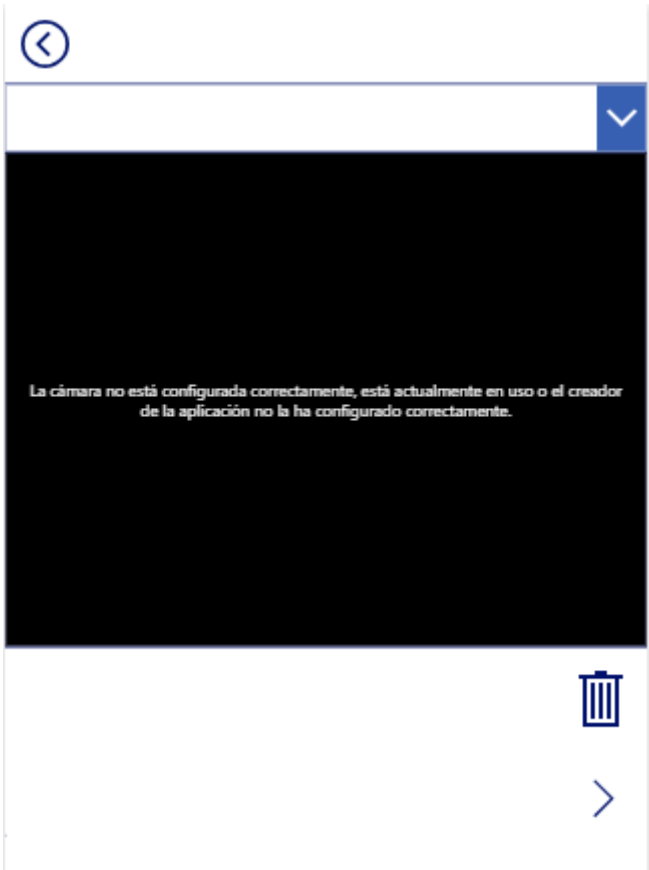 La cámara no está configurada correctamente, está actualmente en uso o el creador
de la aplicación no la ha configurado correctamente.